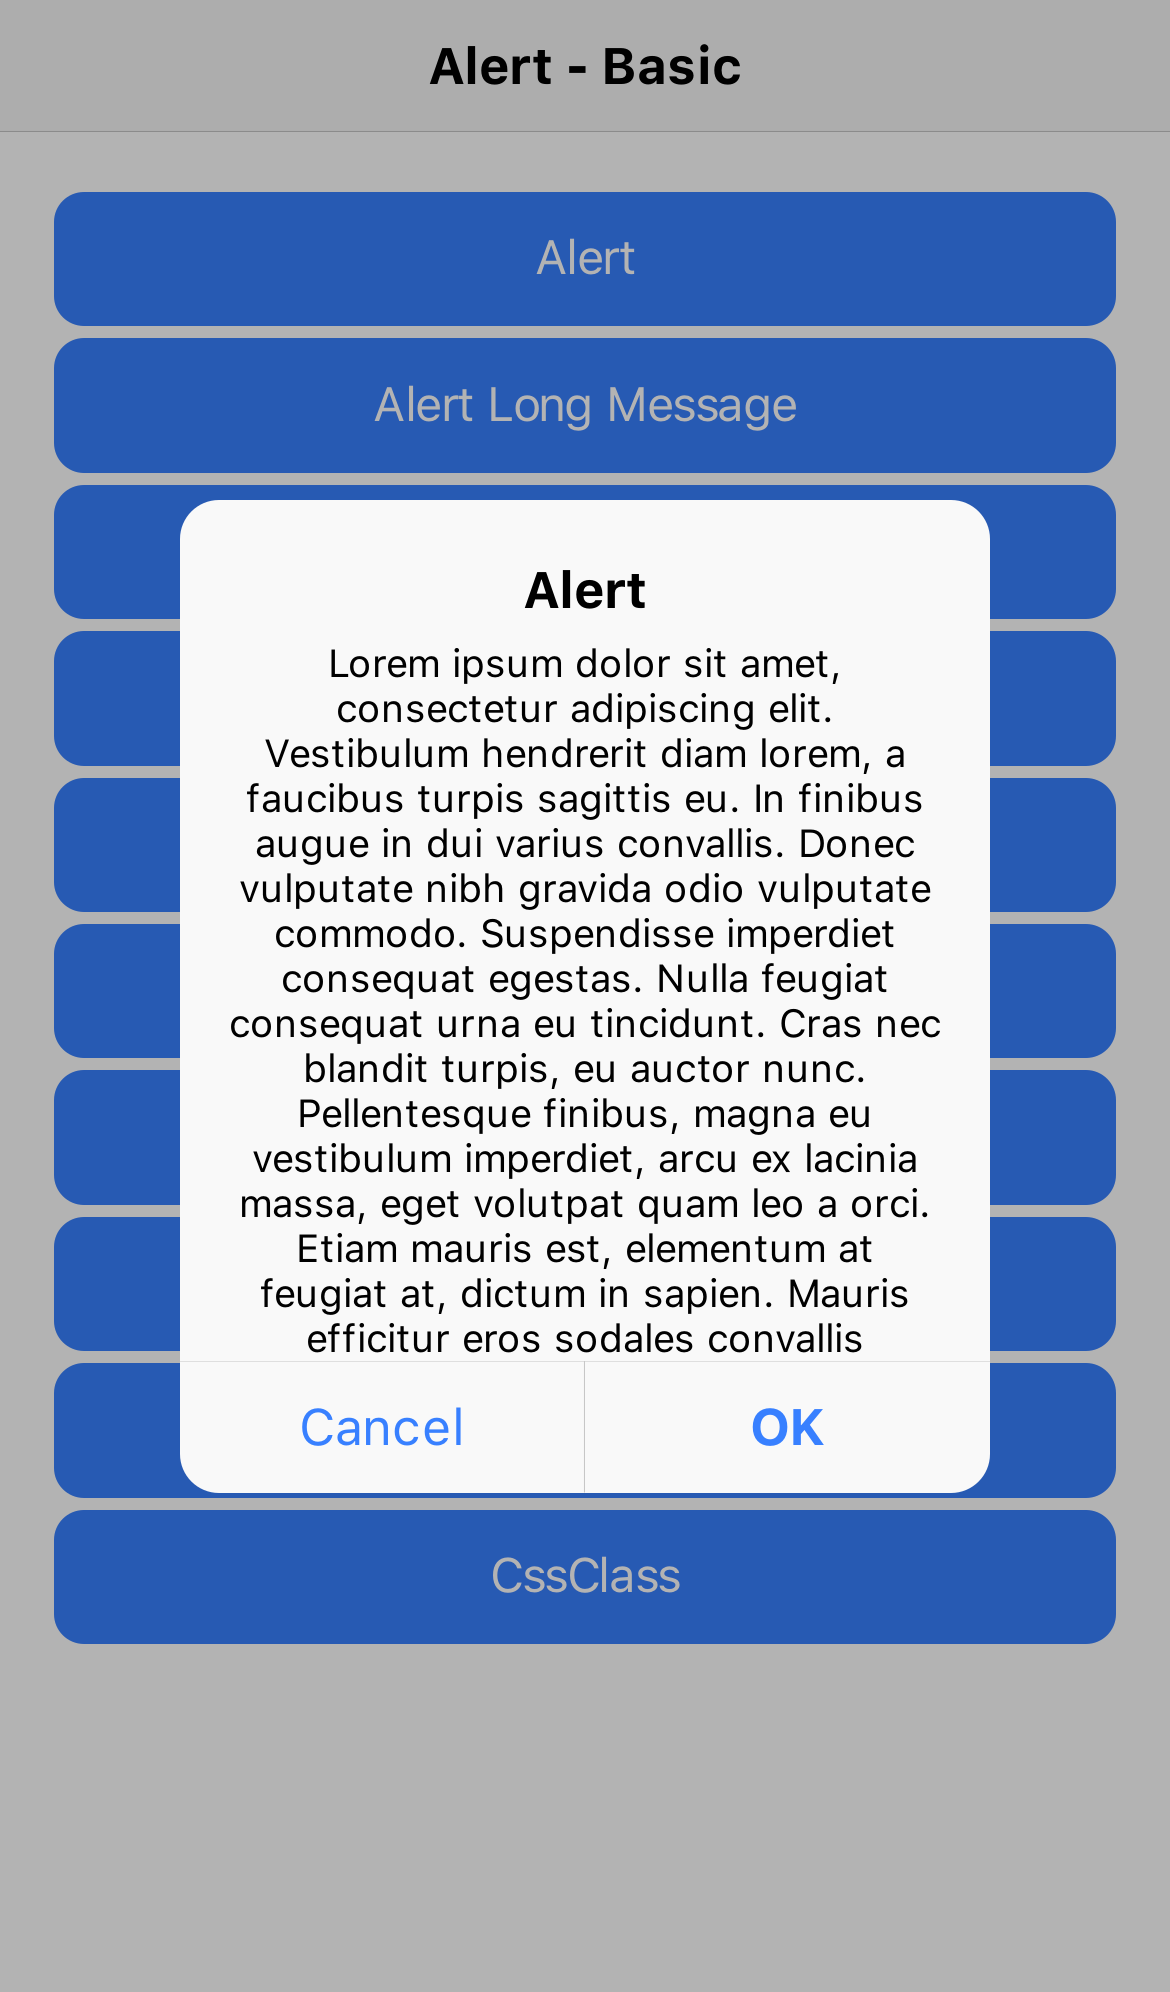 Alert - Basic
Alert
Alert Long Message
Alert
Lorem ipsum dolor sit amet,
consectetur adipiscing elit.
Vestibulum hendrerit diam lorem, a
faucibus turpis sagittis eu. In finibus
augue in dui varius convallis. Donec
vulputate nibh gravida odio vulputate
commodo. Suspendisse imperdiet
consequat egestas. Nulla feugiat
consequat urna eu tincidunt. Cras nec
blandit turpis, eu auctor nunc.
Pellentesque finibus, magna eu
vestibulum imperdiet, arcu ex lacinia
massa, eget volutpat quam leo a orci.
Etiam mauris est, elementum at
feugiat at, dictum in sapien. Mauris
efficitur eros sodales convallis
Cancel OK
CssClass